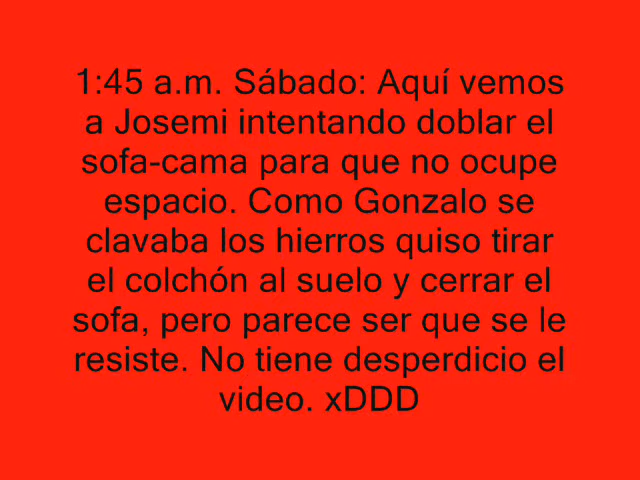 1:45 a.m. Sábado: Aquí vemos
a Josemi intentando doblar el
sofa-cama para que no ocupe
espacio. Como Gonzalo se
clavaba los hierros quiso tirar
el colchón al suelo y cerrar el
sofa, pero parece ser que se le
resiste. No tiene desperdicio el
video. xDDD